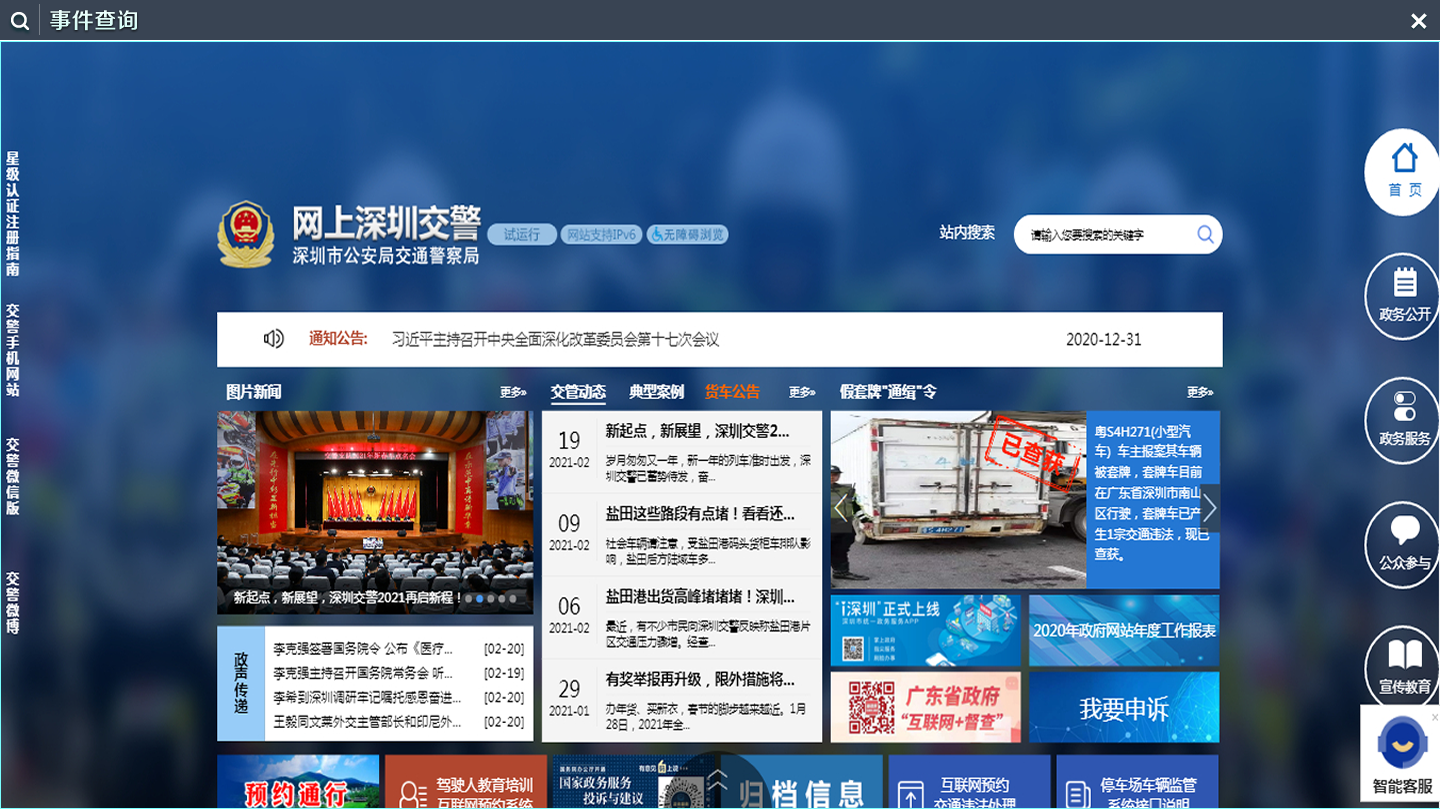 事件查询
星级认证注册指南
交警手机网站
交警微信版
交警微博
网上深圳交警
深圳市公安局交通警察局
试运行
网站支持IPv6
无障碍浏览
站内搜索
请输入您要搜索的关键字
首 页
政务公开
政务服务
公众参与
宣传教育
智能客服
通知公告:
习近平主持召开中央全面深化改革委员会第十七次会议
2020-12-31
图片新闻
更多»
新起点，新展望，深圳交警2021再启新程！
政声传递
李克强签署国务院令 公布《医疗...
[02-20]
李克强主持召开国务院常务会 听...
[02-19]
李希到深圳调研车记嘱托感恩奋进...
[02-20]
王毅同文莱外交主管部长和印尼外...
[02-20]
交管动态
典型案例
货车公告
更多»
19
2021-02
新起点，新展望，深圳交警2...
岁月匆匆又一年，新一年的列车准时出发，深
圳交警已蓄势待发，奋...
09
2021-02
盐田这些路段有点堵！看看还...
社会车辆请注意，受盐田港码头货柜车排队影
响，盐田后方陆域车多...
06
2021-02
盐田港出货高峰堵堵堵！深圳...
最近，有不少市民向深圳交警反映称盐田港片
区交通压力骤增。经查...
29
2021-01
有奖举报再升级，限外措施将...
办年货、买新衣，春节的脚步越来越近。1月
28日，2021年全...
假套牌"通缉"令
更多»
已查获
粤S4H271(小型汽
车）车主报案其车辆
被套牌，套牌车目前
在广东省深圳市南山
区行驶，套牌车已产
生1宗交通违法，现已
查获。
“i深圳”正式上线
深圳市统一政务服务APP
2020年政府网站年度工作报表
广东省政府
“互联网+督查”
我要申诉
预约通行
驾驶人教育培训
互联网预约系统
国务院办公厅开通
国家政务服务
投诉与建议
有意见 上说…
归档信息
互联网预约
交通违法处理
停车场车辆监管
系统接口说明